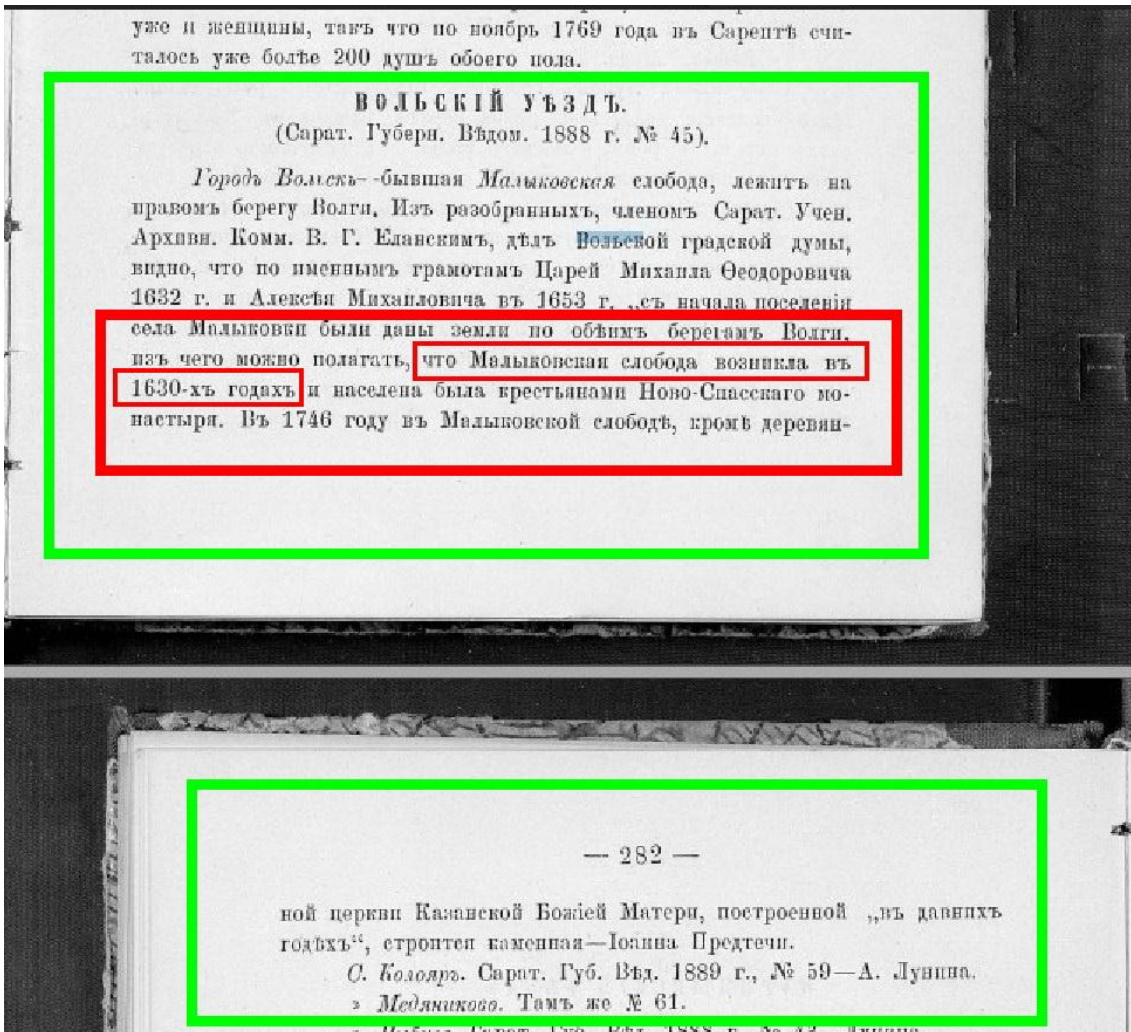 уже и женщины, такъ что по ноябрь 1769 года въ Сарептѣ счи-
талось уже болѣе 200 душъ обоего пола.
ВОЛЬСКІЙ УѢЗДЪ.
(Сарат. Губерн. Вѣдом. 1888 г. № 45).
Городъ Вольскъ--бывшая Малыковская слобода, лежитъ на
правомъ берегу Волги. Изъ разобранныхъ, членомъ Сарат. Учен.
Архивн. Комм. В. Г. Еланскимъ, дѣлъ Вольской градской думы,
видно, что по именнымъ грамотамъ Царей Михаила Ѳеодоровича
1632 г. и Алексѣя Михаиловича въ 1653 г. „съ начала поселенія
села Малыковки были даны земли по обѣимъ берегамъ Волги,
изъ чего можно полагать, что Малыковская слобода возникла въ
1630-хъ годахъ и населена была крестьянами Ново-Спасскаго мо-
настыря. Въ 1746 году въ Малыковской слободѣ, кромѣ деревян-
— 282 —
ной церкви Казанской Божіей Матери, построенной „въ давнихъ
годѣхъ“, строится каменная—Іоанна Предтечи.
С. Колояръ. Сарат. Губ. Вѣд. 1889 г., № 59—А. Лунина.
» Медяниково. Тамъ же № 61.